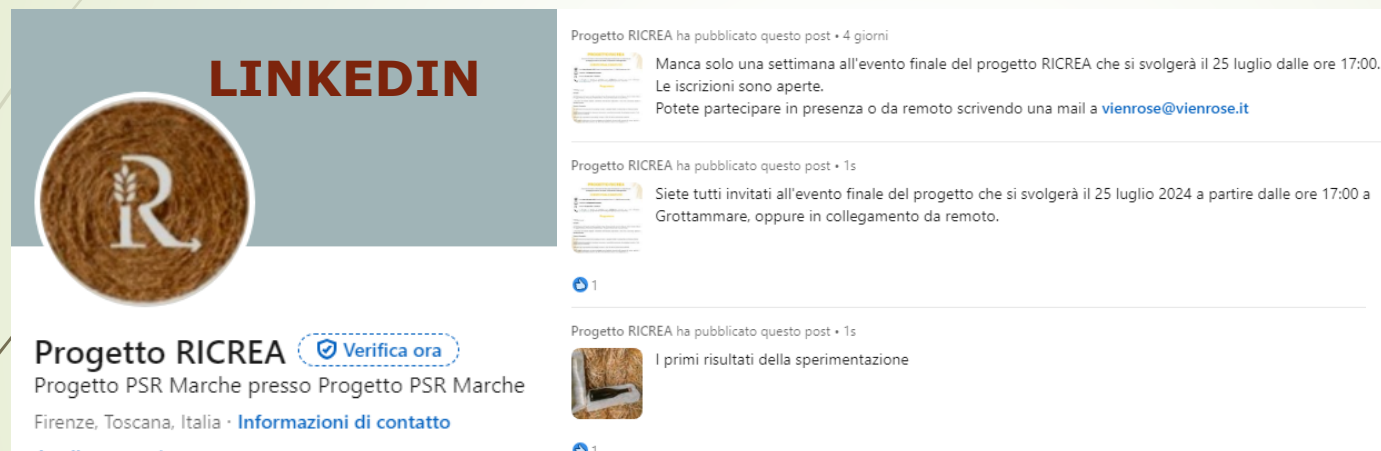 LINKEDIN
R
Progetto RICREA
Verifica ora
Progetto PSR Marche presso Progetto PSR Marche
Firenze, Toscana, Italia · Informazioni di contatto
Progetto RICREA ha pubblicato questo post • 4 giorni
Manca solo una settimana all'evento finale del progetto RICREA che si svolgerà il 25 luglio dalle ore 17:00.
Le iscrizioni sono aperte.
Potete partecipare in presenza o da remoto scrivendo una mail a vienrose@vienrose.it
Progetto RICREA ha pubblicato questo post • 1s
Siete tutti invitati all'evento finale del progetto che si svolgerà il 25 luglio 2024 a partire dalle ore 17:00 a
Grottammare, oppure in collegamento da remoto.
1
Progetto RICREA ha pubblicato questo post • 1s
I primi risultati della sperimentazione
1